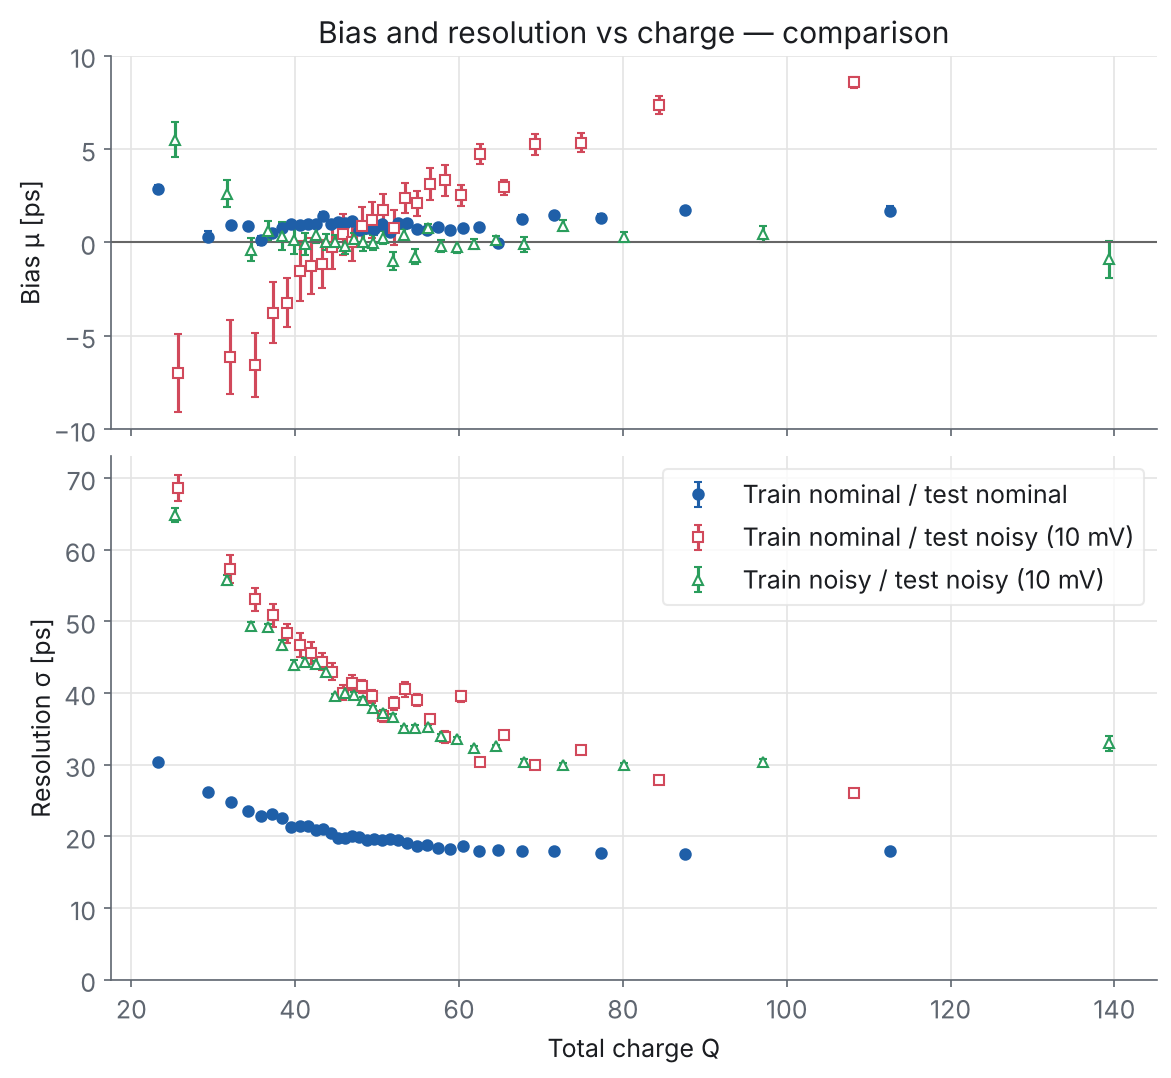 Bias and resolution vs charge — comparison
10
5
0
−5
−10
Bias μ [ps]
70
60
50
40
30
20
10
0
Resolution σ [ps]
Train nominal / test nominal
Train nominal / test noisy (10 mV)
Train noisy / test noisy (10 mV)
20 40 60 80 100 120 140
Total charge Q